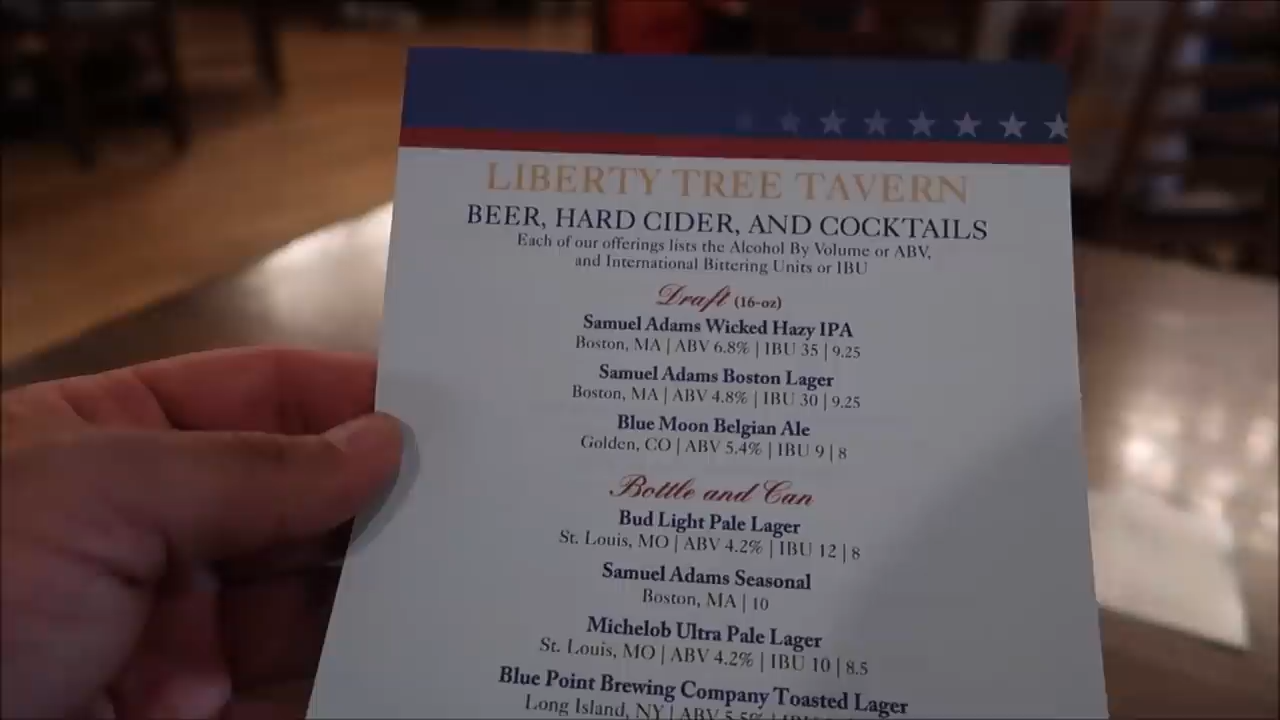 LIBERTY TREE TAVERN
BEER, HARD CIDER, AND COCKTAILS
Each of our offerings lists the Alcohol By Volume or ABV,
and International Bittering Units or IBU
Draft (16-oz)
Samuel Adams Wicked Hazy IPA
Boston, MA | ABV 6.8% | IBU 35 | 9.25
Samuel Adams Boston Lager
Boston, MA | ABV 4.8% | IBU 30 | 9.25
Blue Moon Belgian Ale
Golden, CO | ABV 5.4% | IBU 9 | 8
Bottle and Can
Bud Light Pale Lager
St. Louis, MO | ABV 4.2% | IBU 12 | 8
Samuel Adams Seasonal
Boston, MA | 10
Michelob Ultra Pale Lager
St. Louis, MO | ABV 4.2% | IBU 10 | 8.5
Blue Point Brewing Company Toasted Lager
Long Island, NY | ABV 5.5% |